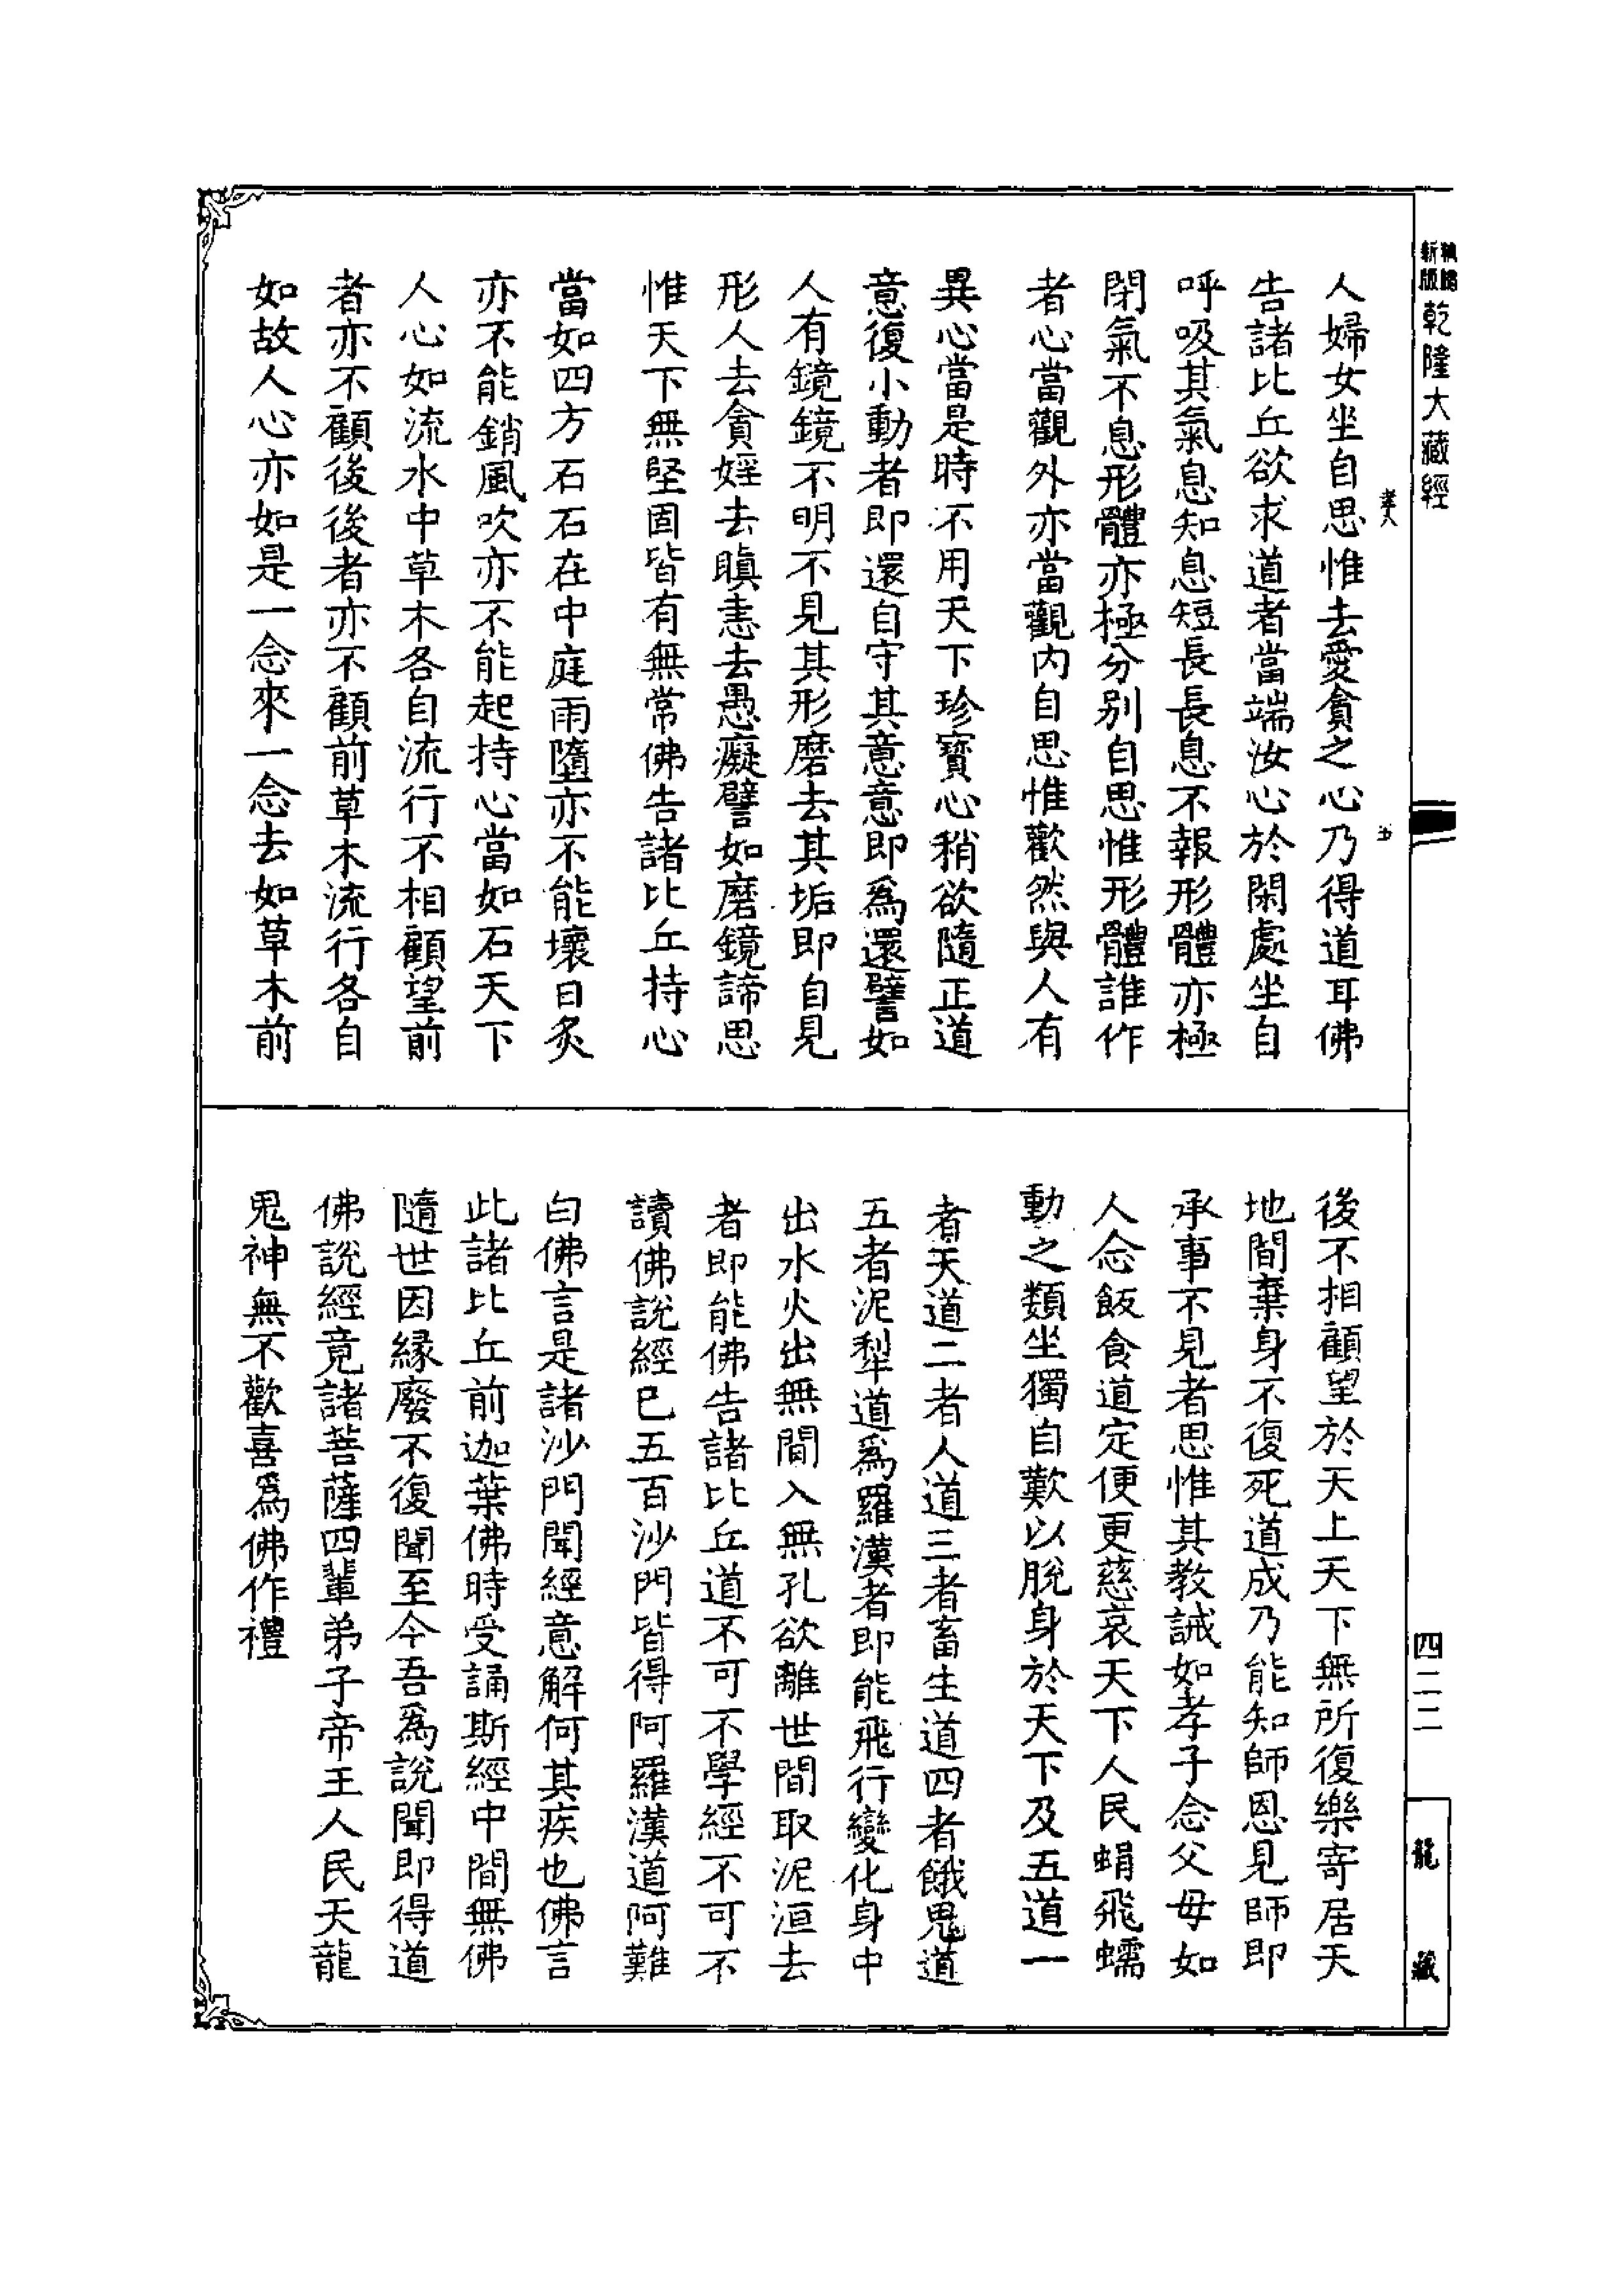 乾隆大藏經
新版
孝八
五
人婦女坐自思惟去愛貪之心乃得道耳佛
告諸比丘欲求道者當端汝心於閑處坐自
呼吸其氣息知息短長長息不報形體亦極
閉氣不息形體亦極分別自思惟形體誰作
者心當觀外亦當觀內自思惟歡然與人有
異心當是時不用天下珍寳心稍欲隨正道
意復小動者即還自守其意意即爲還譬如
人有鏡鏡不明不見其形磨去其垢即自見
形人去貪婬去瞋恚去愚癡譬如磨鏡諦思
惟天下無堅固皆有無常佛告諸比丘持心
當如四方石石在中庭雨墮亦不能壞日炙
亦不能銷風吹亦不能起持心當如石天下
人心如流水中草木各自流行不相顧望前
者亦不顧後後者亦不顧前草木流行各自
如故人心亦如是一念來一念去如草木前
後不相顧望於天上天下無所復樂寄居天
地間棄身不復死道成乃能知師恩見師即
承事不見者思惟其教誡如孝子念父母如
人念飯食道定便更慈哀天下人民蜎飛蠕
動之類坐獨自歎以脫身於天下及五道一
者天道二者人道三者畜生道四者餓鬼道
五者泥犂道爲羅漢者即能飛行變化身中
出水火出無間入無孔欲離世間取泥洹去
者即能佛告諸比丘道不可不學經不可不
讀佛說經已五百沙門皆得阿羅漢道阿難
白佛言是諸沙門聞經意解何其疾也佛言
此諸比丘前迦葉佛時受誦斯經中間無佛
隨世因緣廢不復聞至今吾爲說聞即得道
佛說經竟諸菩薩四輩弟子帝王人民天龍
鬼神無不歡喜爲佛作禮
四二二
龍藏